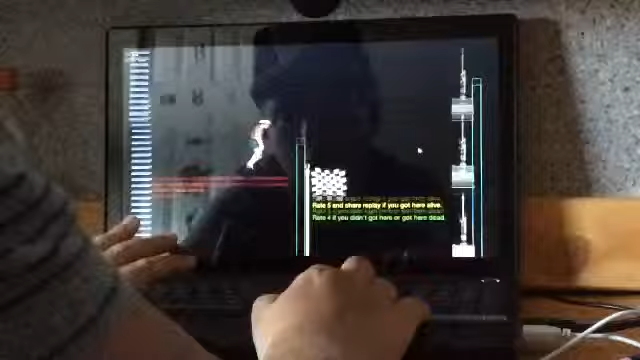 Rate 5 and share replay if you got here alive.
Rate 4 if you didn't got here or got here dead.